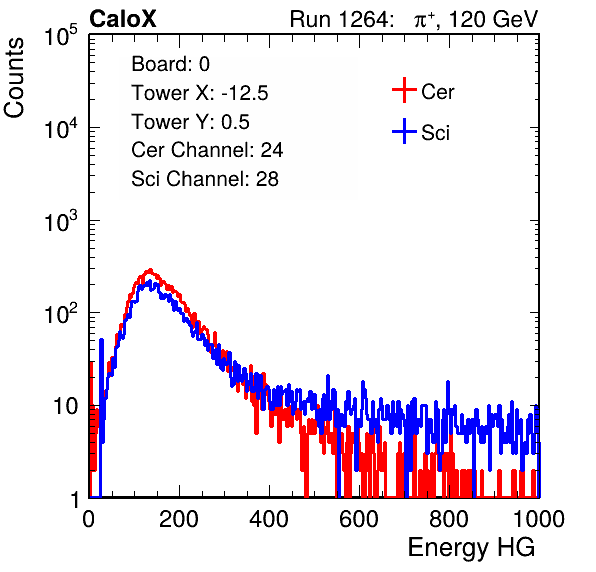 CaloX Run 1264: π⁺, 120 GeV
Counts
10⁵
10⁴
10³
10²
10
1
Board: 0
Tower X: -12.5
Tower Y: 0.5
Cer Channel: 24
Sci Channel: 28
Cer
Sci
0 200 400 600 800 1000
Energy HG